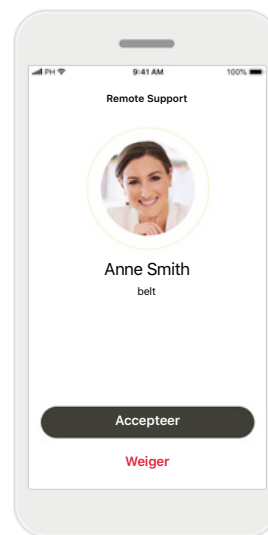 PH 9:41 AM 100%
Remote Support
Anne Smith
belt
Accepteer
Weiger